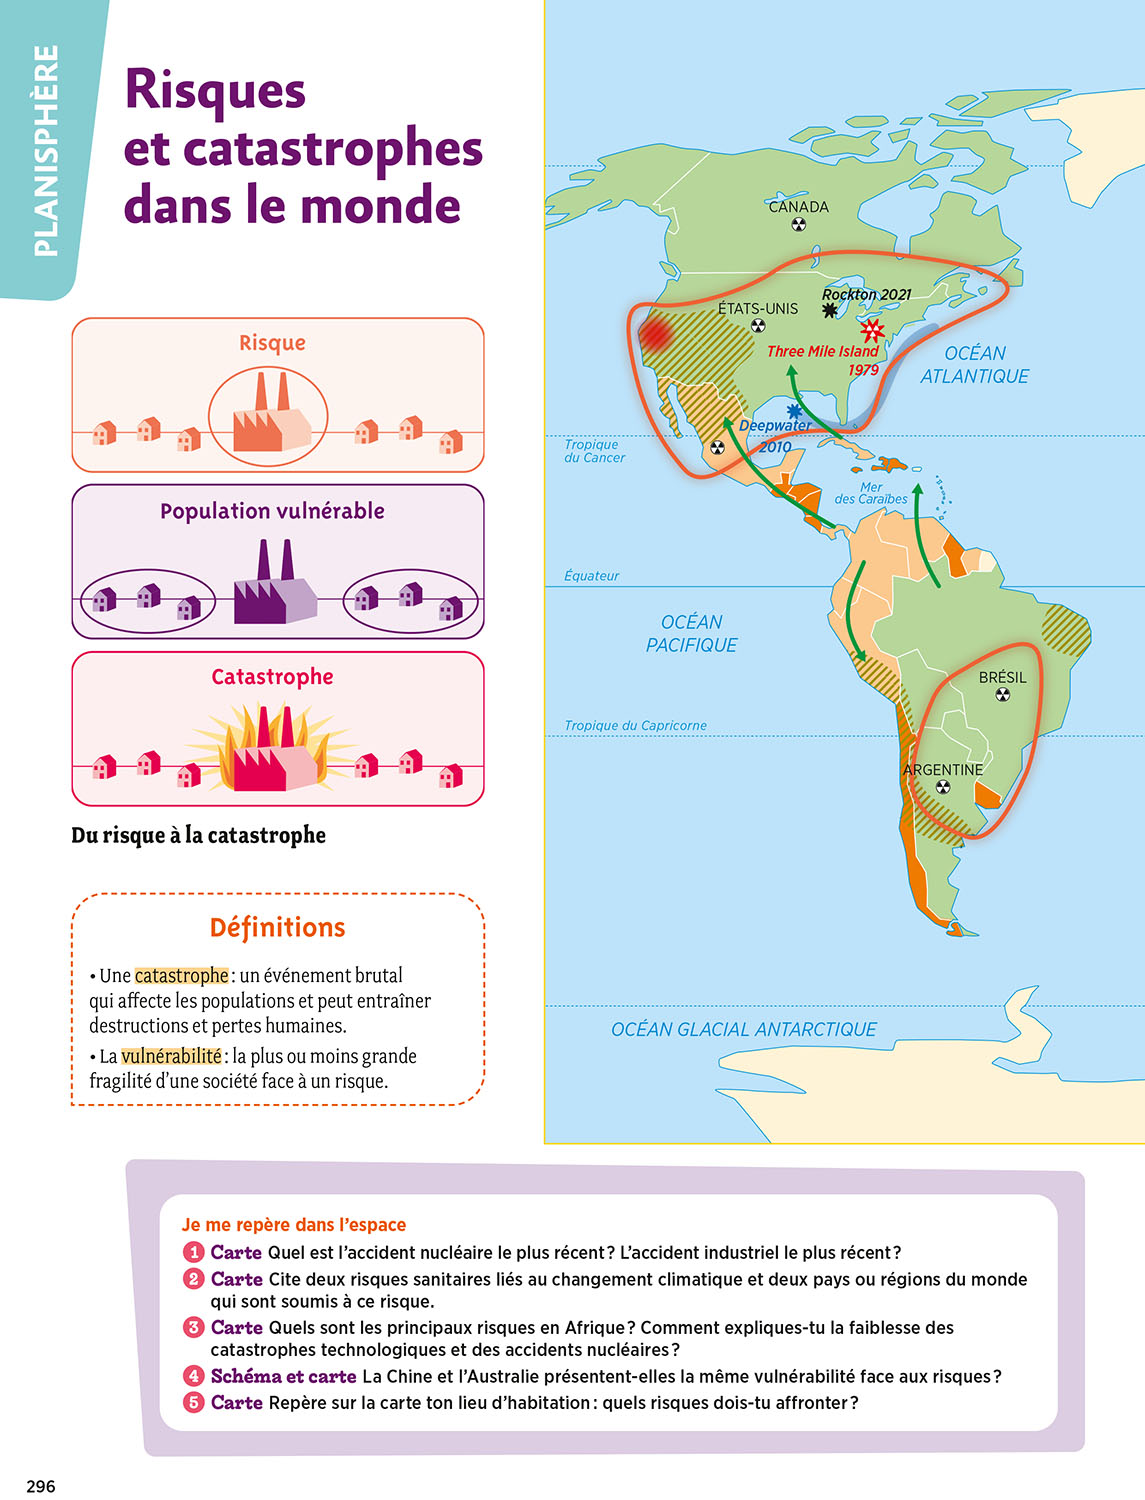 PLANISPHÈRE
Risques
et catastrophes
dans le monde
Risque
Population vulnérable
Catastrophe
Du risque à la catastrophe
Définitions
• Une catastrophe : un événement brutal
qui affecte les populations et peut entraîner
destructions et pertes humaines.
• La vulnérabilité : la plus ou moins grande
fragilité d’une société face à un risque.
CANADA
ÉTATS-UNIS
Rockton 2021
Three Mile Island
1979
OCÉAN
ATLANTIQUE
Deepwater
2010
Tropique
du Cancer
Mer
des Caraïbes
Équateur
OCÉAN
PACIFIQUE
BRÉSIL
Tropique du Capricorne
ARGENTINE
OCÉAN GLACIAL ANTARCTIQUE
Je me repère dans l’espace
1 Carte Quel est l’accident nucléaire le plus récent ? L’accident industriel le plus récent ?
2 Carte Cite deux risques sanitaires liés au changement climatique et deux pays ou régions du monde
qui sont soumis à ce risque.
3 Carte Quels sont les principaux risques en Afrique ? Comment expliques-tu la faiblesse des
catastrophes technologiques et des accidents nucléaires ?
4 Schéma et carte La Chine et l’Australie présentent-elles la même vulnérabilité face aux risques ?
5 Carte Repère sur la carte ton lieu d’habitation : quels risques dois-tu affronter ?
296